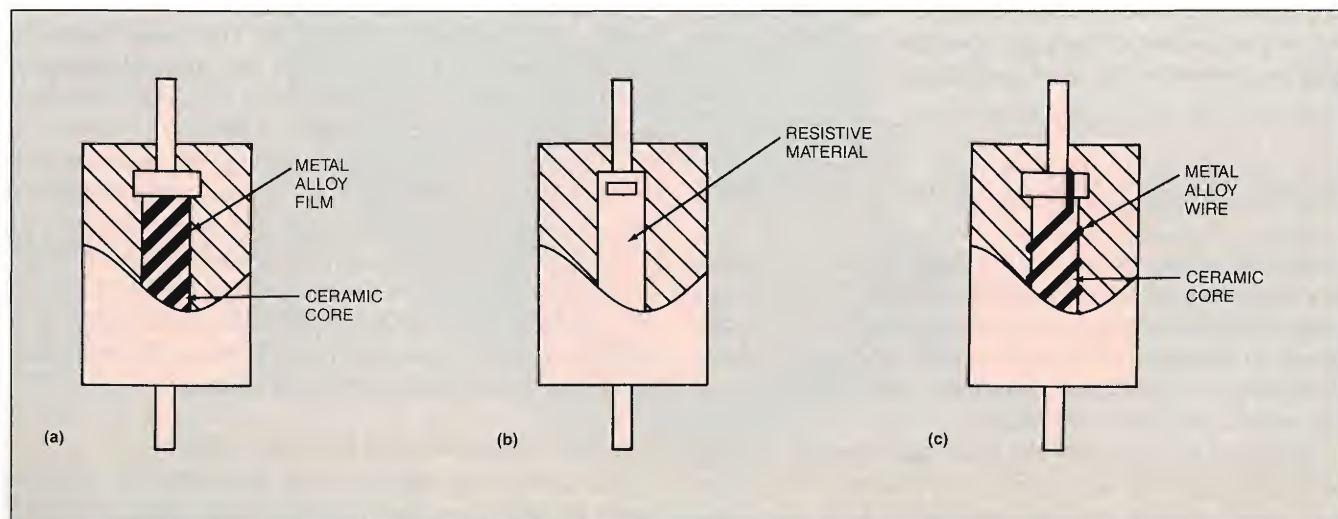 METAL
ALLOY
FILM
CERAMIC
CORE
(a)
RESISTIVE
MATERIAL
(b)
METAL
ALLOY
WIRE
CERAMIC
CORE
(c)